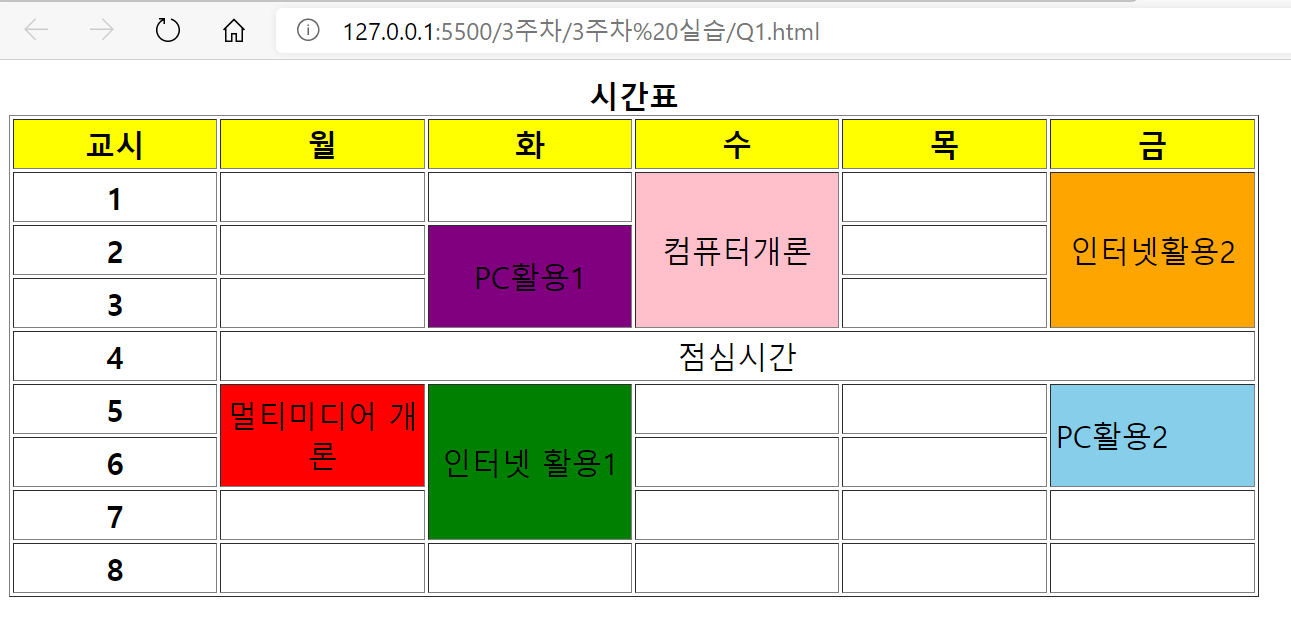 127.0.0.1:5500/3주차/3주차%20실습/Q1.html
시간표
교시 월 화 수 목 금
1
2
3
컴퓨터개론
인터넷활용2
PC활용1
4 점심시간
5
6
7
8
멀티미디어 개
론
인터넷 활용1
PC활용2